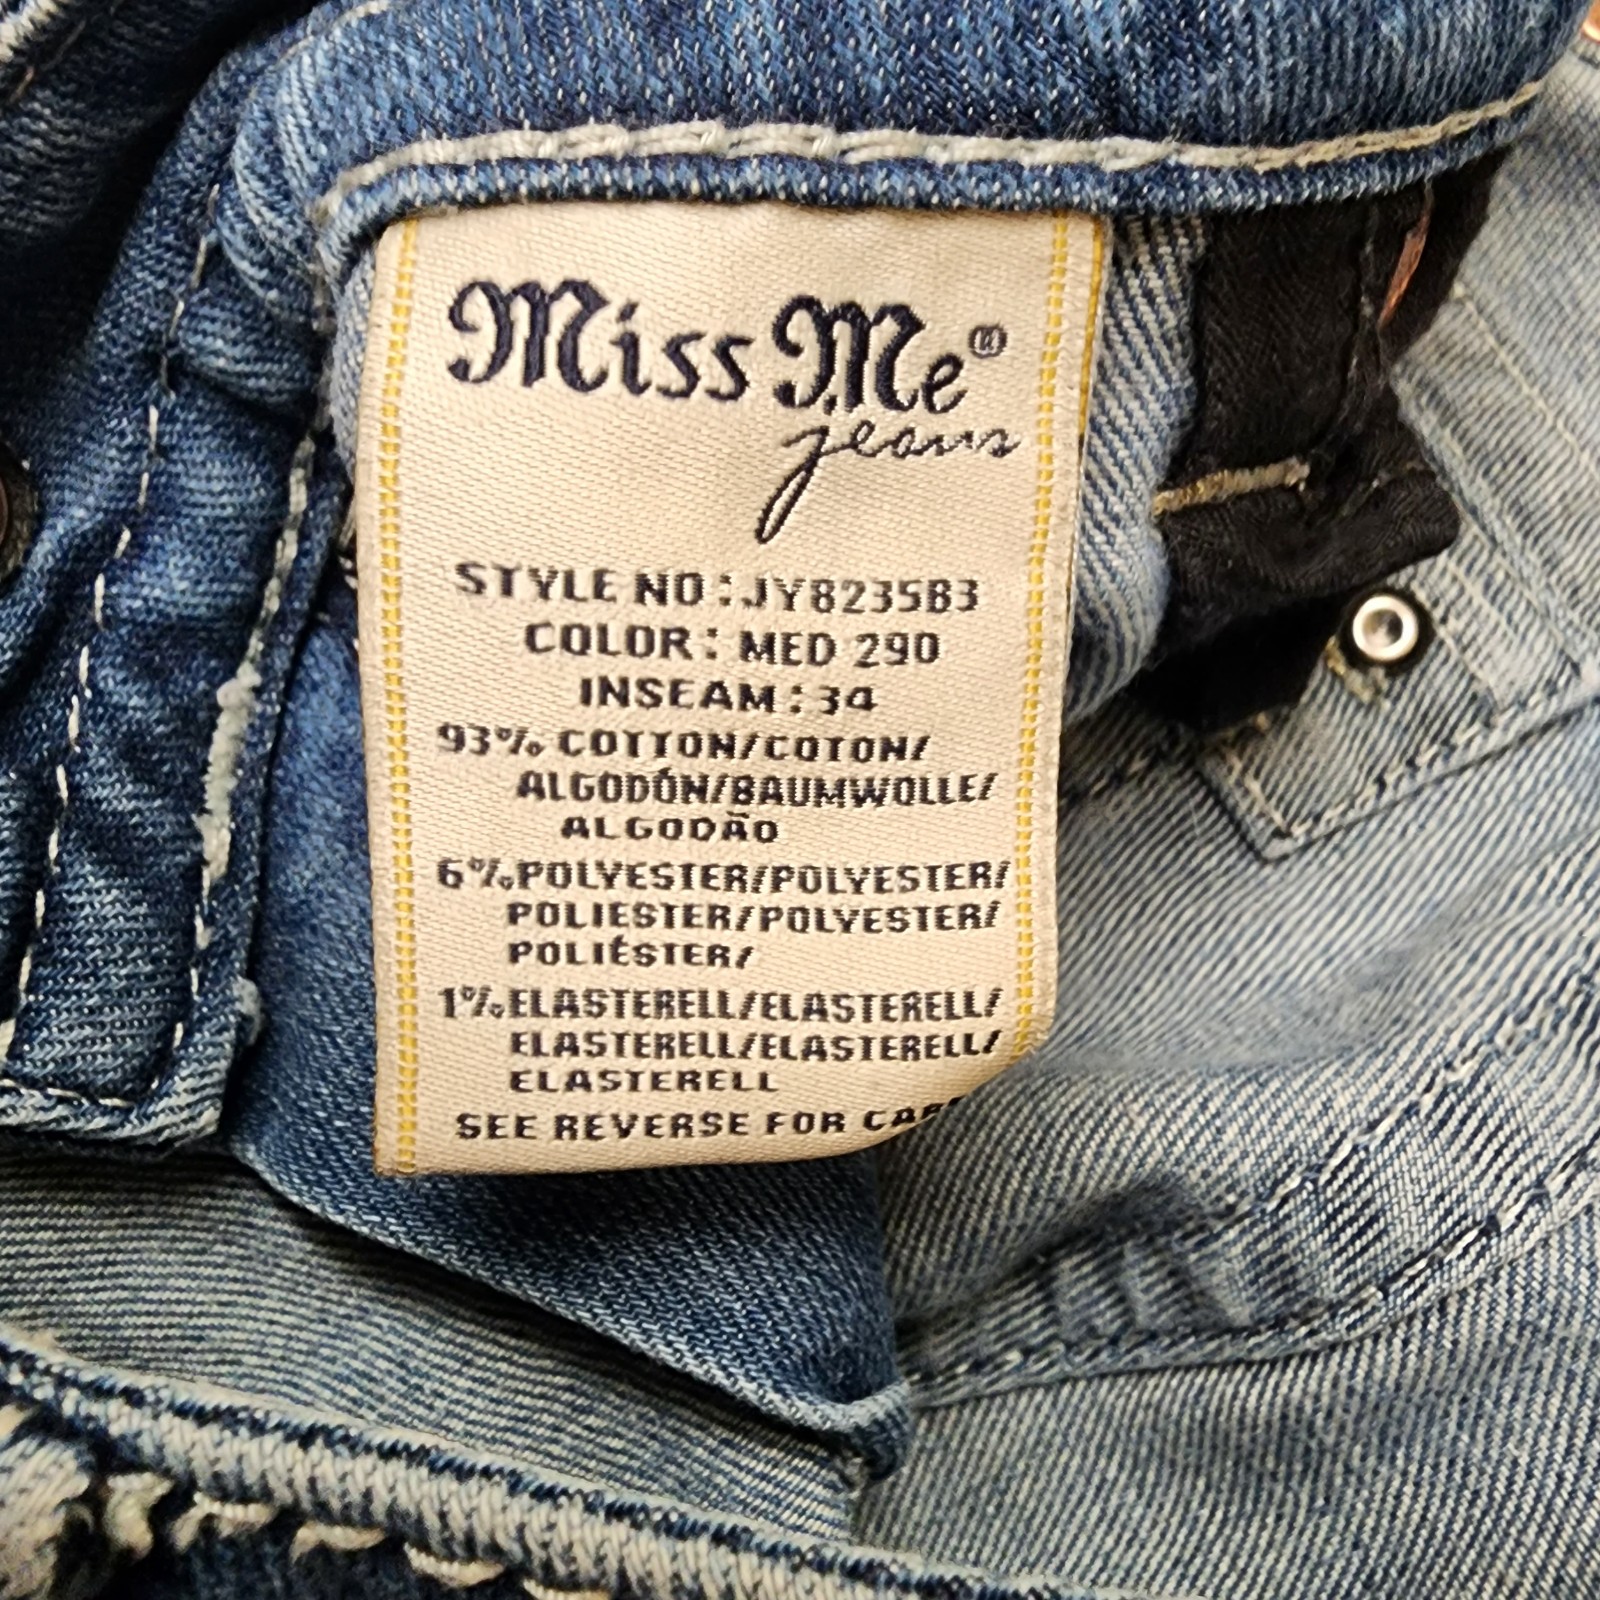 Miss Me®
jeans
STYLE NO : JY8235B3
COLOR : MED 290
INSEAM : 34
93% COTTON/COTON/
ALGODÓN/BAUMWOLLE/
ALGODÃO
6% POLYESTER/POLYESTER/
POLIESTER/POLYESTER/
POLIÉSTER/
1% ELASTERELL/ELASTERELL/
ELASTERELL/ELASTERELL/
ELASTERELL
SEE REVERSE FOR CARE